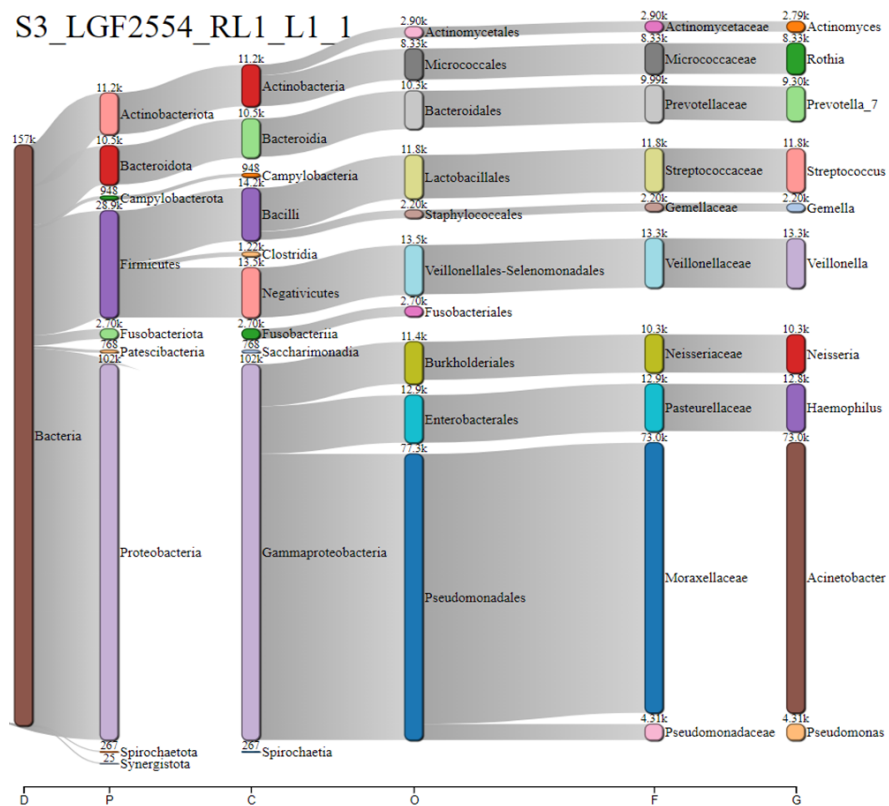 S3_LGF2554_RL1_L1_1
157k
Bacteria
11.2k
Actinobacteriota
10.5k
Bacteroidota
948
Campylobacterota
28.9k
Firmicutes
2.70k
Fusobacteriota
768
Patescibacteria
102k
Proteobacteria
267
Spirochaetota
25
Synergistota
11.2k
Actinobacteria
10.5k
Bacteroidia
948
Campylobacteria
14.2k
Bacilli
1.22k
Clostridia
13.5k
Negativicutes
2.70k
Fusobacteriia
768
Saccharimonadia
102k
Gammaproteobacteria
267
Spirochaetia
2.90k
Actinomycetales
8.33k
Micrococcales
10.3k
Bacteroidales
11.8k
Lactobacillales
2.20k
Staphylococcales
13.5k
Veillonellales-Selenomonadales
2.70k
Fusobacteriales
11.4k
Burkholderiales
12.9k
Enterobacterales
77.3k
Pseudomonadales
2.90k
Actinomycetaceae
8.33k
Micrococcaceae
9.99k
Prevotellaceae
11.8k
Streptococcaceae
2.20k
Gemellaceae
13.3k
Veillonellaceae
10.3k
Neisseriaceae
12.9k
Pasteurellaceae
73.0k
Moraxellaceae
4.31k
Pseudomonadaceae
2.79k
Actinomyces
8.33k
Rothia
9.30k
Prevotella_7
11.8k
Streptococcus
2.20k
Gemella
13.3k
Veillonella
10.3k
Neisseria
12.8k
Haemophilus
73.0k
Acinetobacter
4.31k
Pseudomonas
D P C O F G